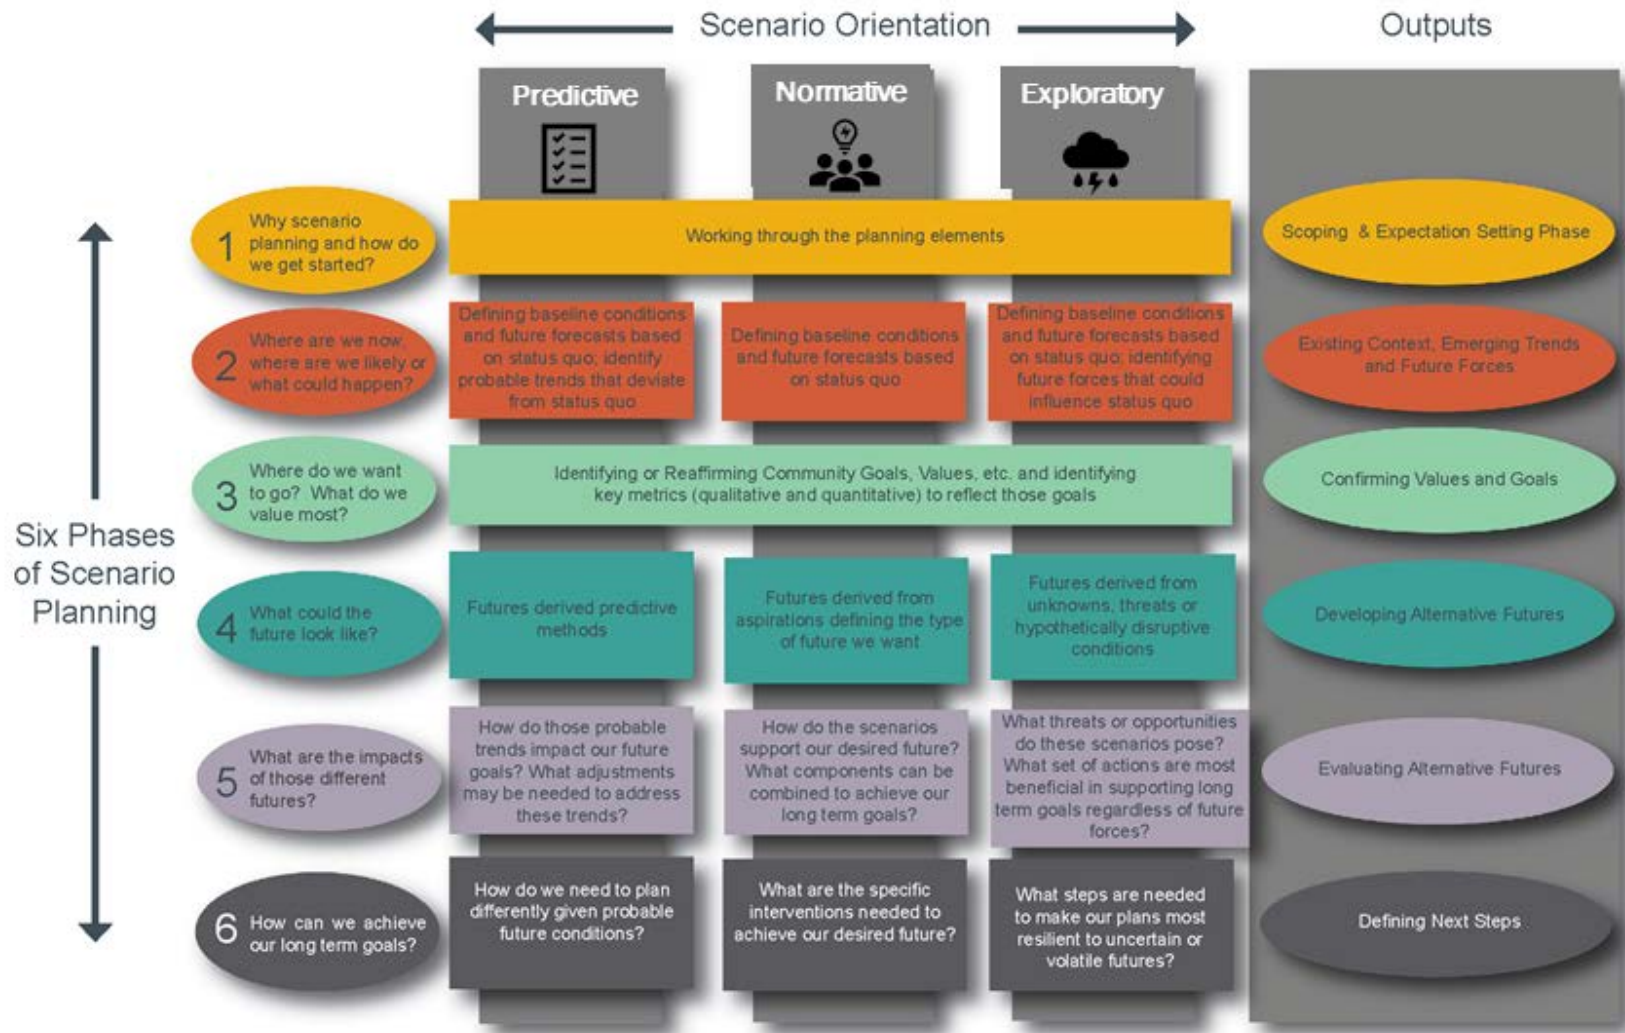 Scenario Orientation
Outputs
Predictive
Normative
Exploratory
Six Phases
of Scenario
Planning
1
Why scenario
planning and how do
we get started?
Working through the planning elements
Scoping & Expectation Setting Phase
2
Where are we now,
where are we likely or
what could happen?
Defining baseline conditions
and future forecasts based
on status quo; identify
probable trends that deviate
from status quo
Defining baseline conditions
and future forecasts based
on status quo
Defining baseline conditions
and future forecasts based
on status quo; identifying
future forces that could
influence status quo
Existing Context, Emerging Trends
and Future Forces
3
Where do we want
to go? What do we
value most?
Identifying or Reaffirming Community Goals, Values, etc. and identifying
key metrics (qualitative and quantitative) to reflect those goals
Confirming Values and Goals
4
What could the
future look like?
Futures derived predictive
methods
Futures derived from
aspirations defining the type
of future we want
Futures derived from
unknowns, threats or
hypothetically disruptive
conditions
Developing Alternative Futures
5
What are the impacts
of those different
futures?
How do those probable
trends impact our future
goals? What adjustments
may be needed to address
these trends?
How do the scenarios
support our desired future?
What components can be
combined to achieve our
long term goals?
What threats or opportunities
do these scenarios pose?
What set of actions are most
beneficial in supporting long
term goals regardless of future
forces?
Evaluating Alternative Futures
6
How can we achieve
our long term goals?
How do we need to plan
differently given probable
future conditions?
What are the specific
interventions needed to
achieve our desired future?
What steps are needed
to make our plans most
resilient to uncertain or
volatile futures?
Defining Next Steps